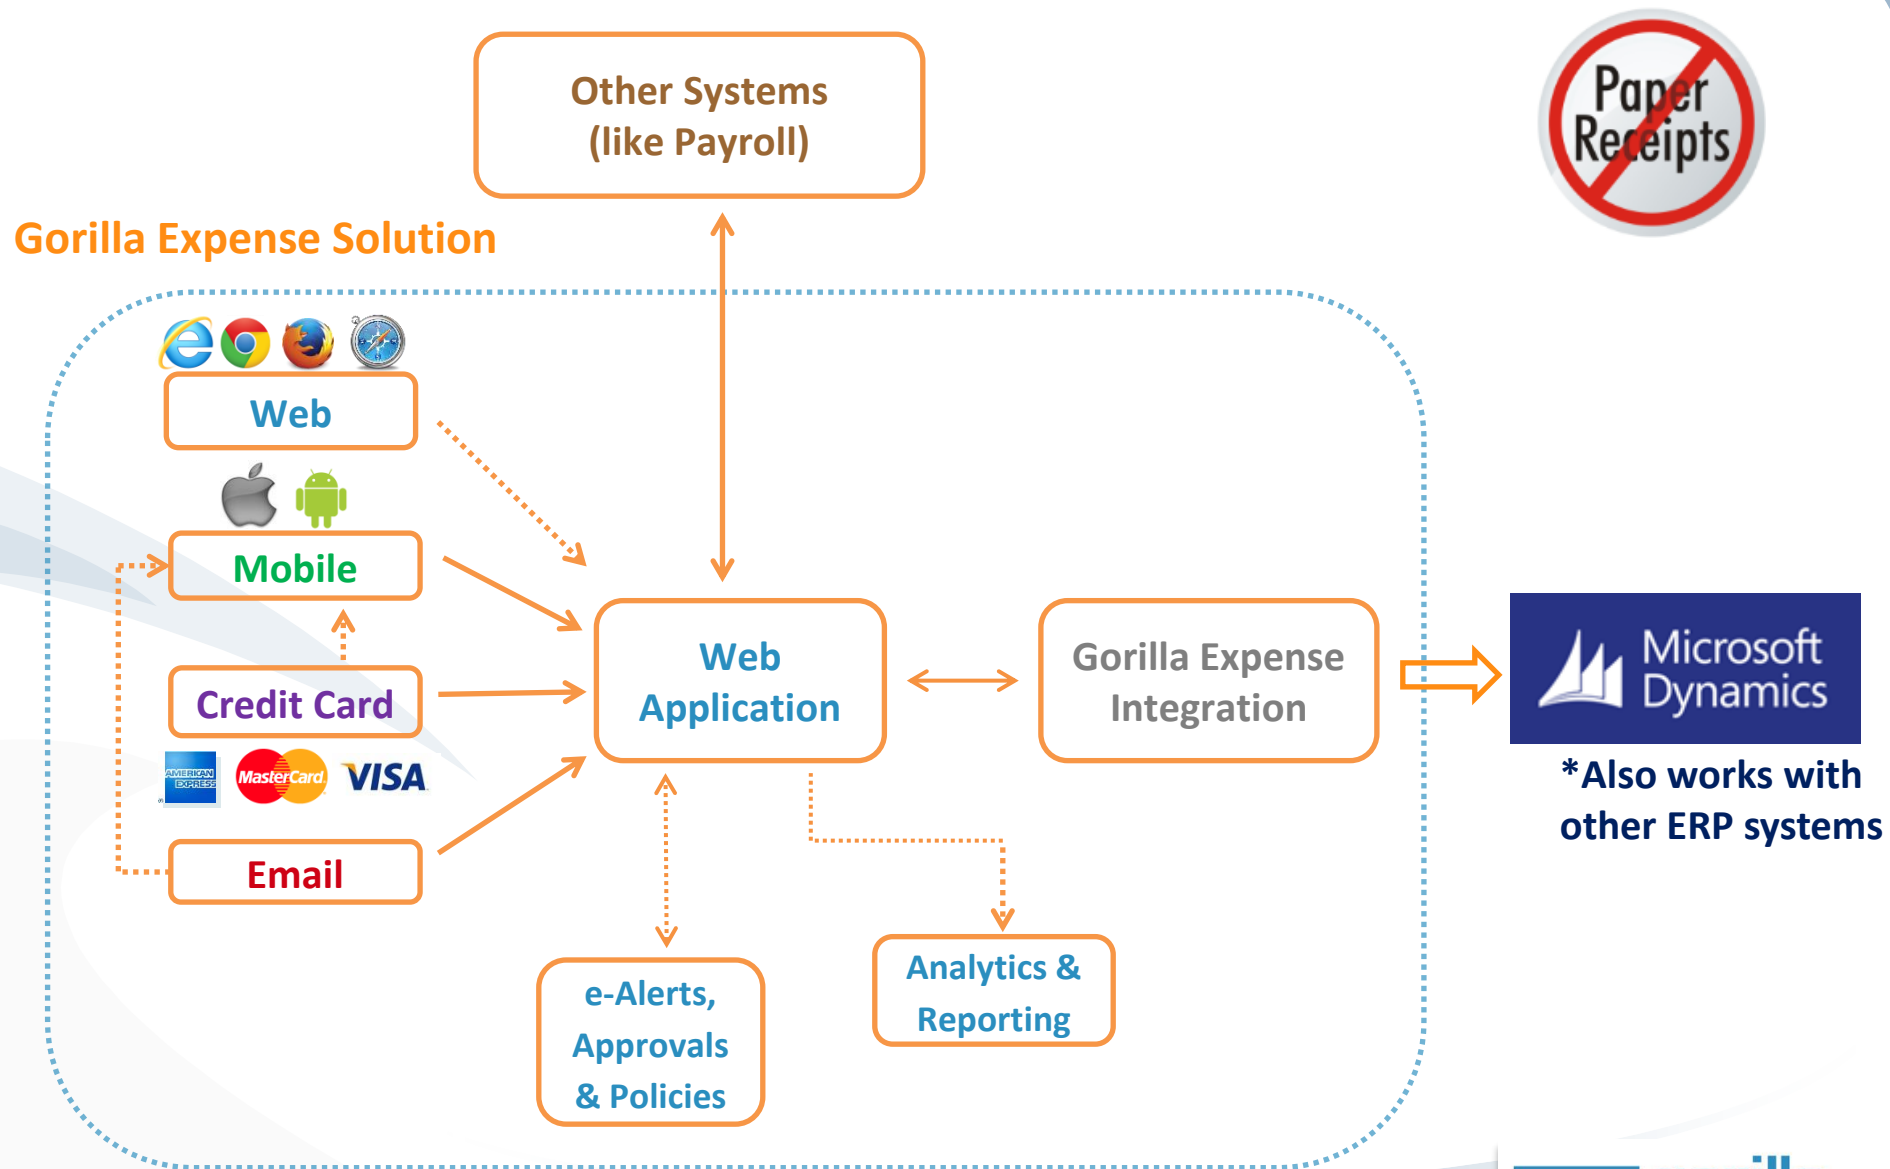 Other Systems
(like Payroll)
Paper
Receipts
Gorilla Expense Solution
Web
Mobile
Credit Card
AMERICAN
EXPRESS
MasterCard
VISA
Email
Web
Application
Gorilla Expense
Integration
Microsoft
Dynamics
*Also works with
other ERP systems
e-Alerts,
Approvals
& Policies
Analytics &
Reporting